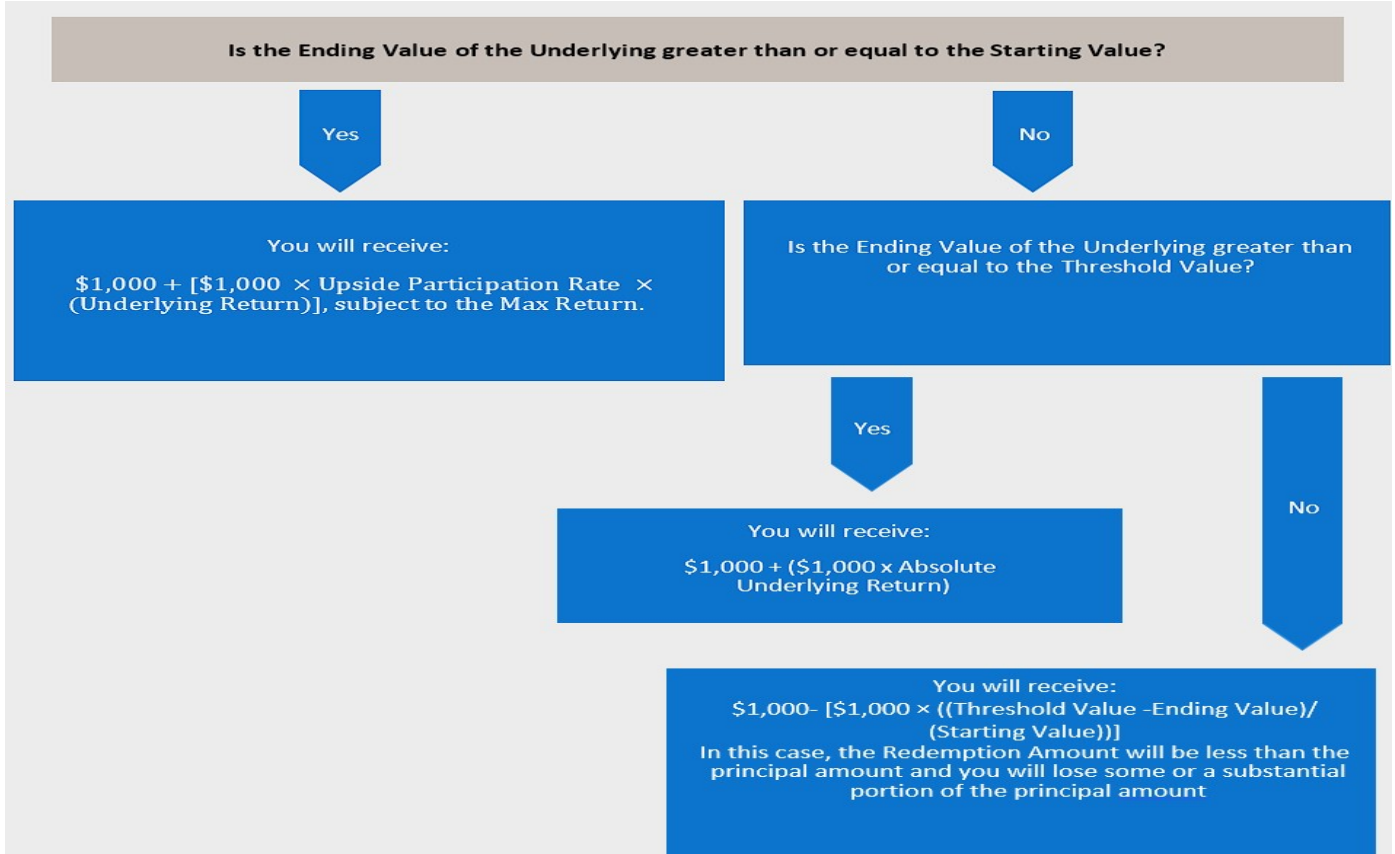 Is the Ending Value of the Underlying greater than or equal to the Starting Value?
Yes
No
You will receive:
$1,000 + [$1,000 × Upside Participation Rate ×
(Underlying Return)], subject to the Max Return.
Is the Ending Value of the Underlying greater than
or equal to the Threshold Value?
Yes
No
You will receive:
$1,000 + ($1,000 x Absolute
Underlying Return)
You will receive:
$1,000- [$1,000 × ((Threshold Value -Ending Value)/
(Starting Value))]
In this case, the Redemption Amount will be less than the
principal amount and you will lose some or a substantial
portion of the principal amount